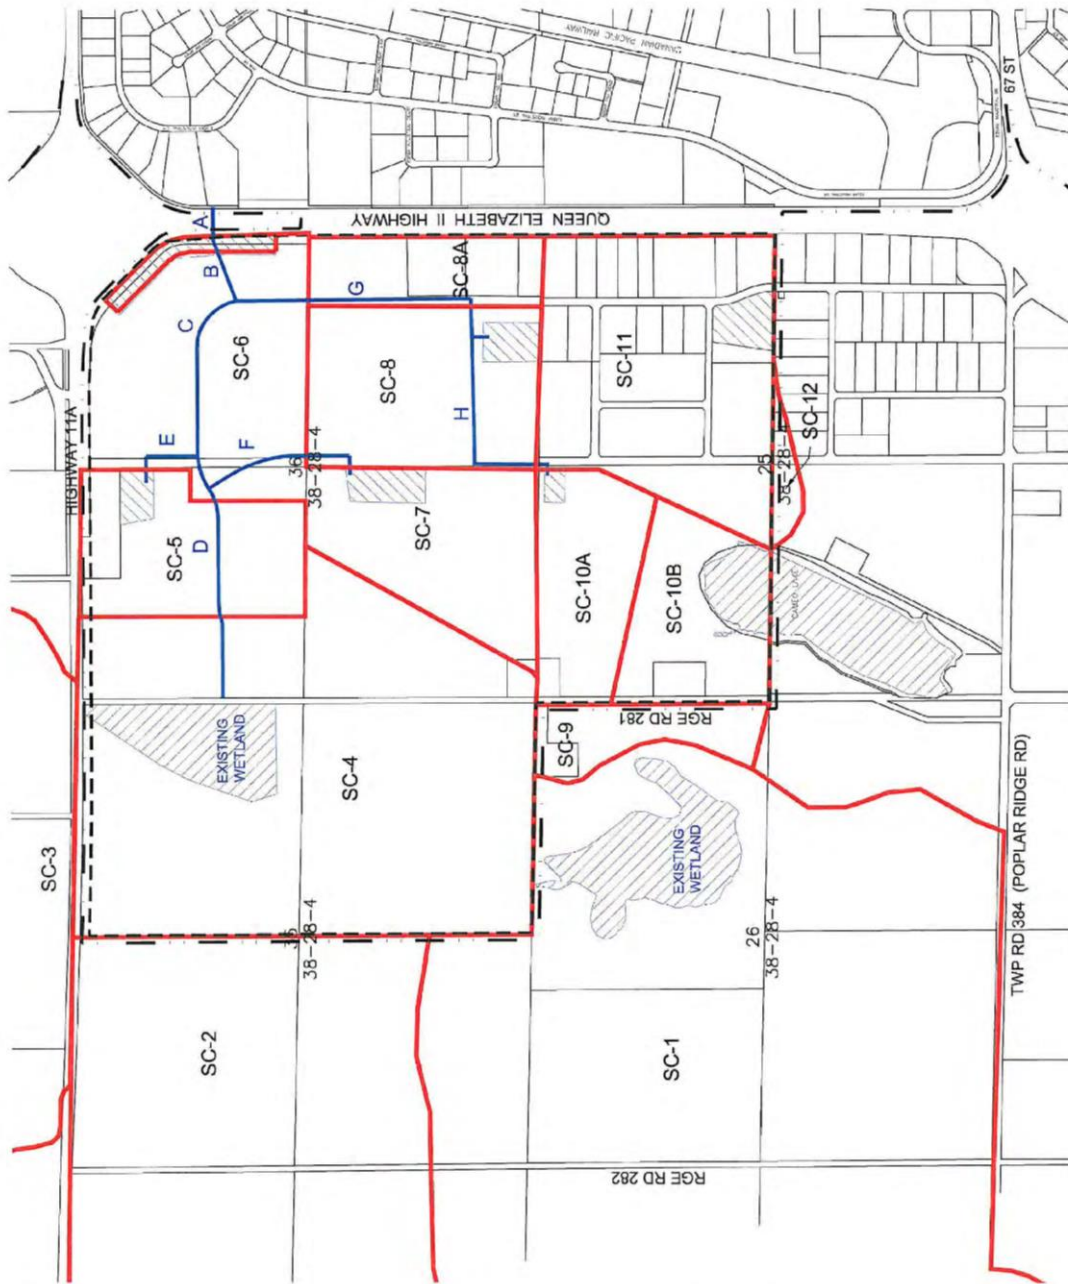 CANADIAN PACIFIC RAILWAY
67 ST
QUEEN ELIZABETH II HIGHWAY
A
B
C
G
SC-8A
SC-6
SC-8
SC-11
HIGHWAY 11A
E
F
H
36
38-28-4
25
38-28-4
SC-12
D
SC-5
SC-7
SC-10A
SC-10B
EXISTING
WETLAND
RGE RD 281
SC-9
SC-4
SC-3
EXISTING
WETLAND
TWP RD 384 (POPLAR RIDGE RD)
38-28-4
26
38-28-4
SC-2
SC-1
RGE RD 282